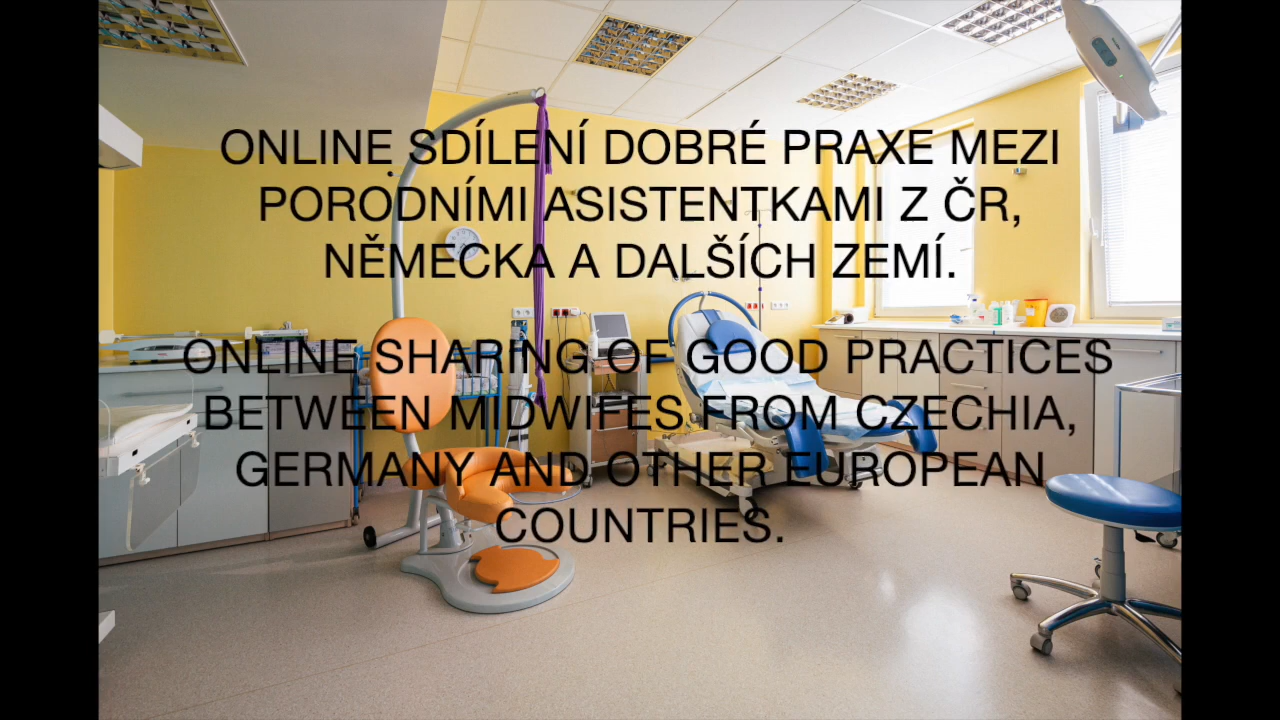 ONLINE SDÍLENÍ DOBRÉ PRAXE MEZI
PORODNÍMI ASISTENTKAMI Z ČR,
NĚMECKA A DALŠÍCH ZEMÍ.
ONLINE SHARING OF GOOD PRACTICES
BETWEEN MIDWIFES FROM CZECHIA,
GERMANY AND OTHER EUROPEAN
COUNTRIES.